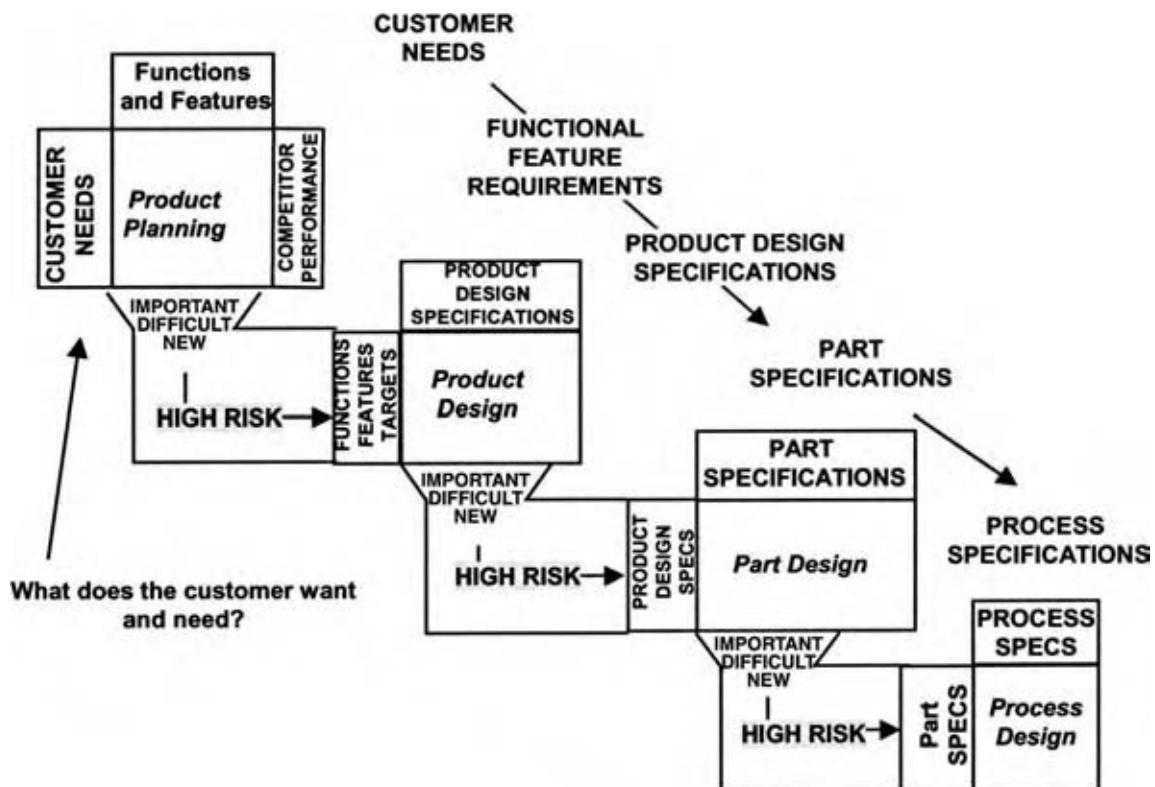 CUSTOMER
NEEDS
Functions
and Features
FUNCTIONAL
FEATURE
REQUIREMENTS
CUSTOMER
NEEDS
Product
Planning
COMPETITOR
PERFORMANCE
PRODUCT DESIGN
SPECIFICATIONS
PRODUCT
DESIGN
SPECIFICATIONS
IMPORTANT
DIFFICULT
NEW
HIGH RISK
FUNCTIONS
FEATURES
TARGETS
Product
Design
PART
SPECIFICATIONS
PART
SPECIFICATIONS
IMPORTANT
DIFFICULT
NEW
HIGH RISK
PRODUCT
DESIGN
SPECS
Part Design
PROCESS
SPECIFICATIONS
What does the customer want
and need?
PROCESS
SPECS
IMPORTANT
DIFFICULT
NEW
HIGH RISK
Part
SPECS
Process
Design